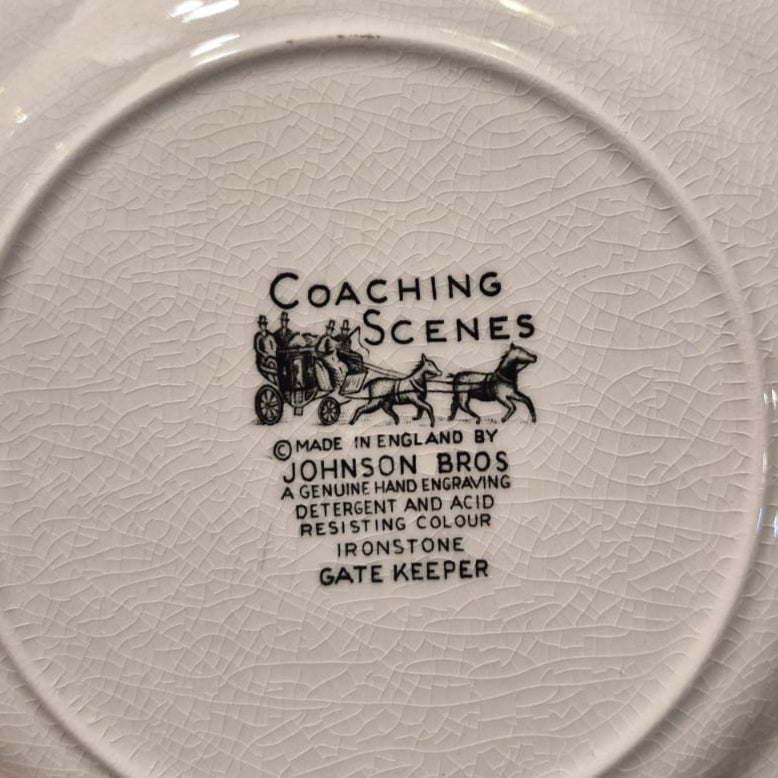 COACHING
SCENES
© MADE IN ENGLAND BY
JOHNSON BROS
A GENUINE HAND ENGRAVING
DETERGENT AND ACID
RESISTING COLOUR
IRONSTONE
GATE KEEPER